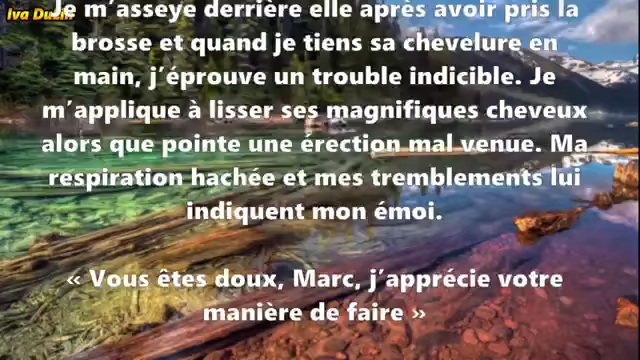 Iva
Je m’asseye derrière elle après avoir pris la
brosse et quand je tiens sa chevelure en
main, j’éprouve un trouble indicible. Je
m’applique à lisser ses magnifiques cheveux
alors que pointe une érection mal venue. Ma
respiration hachée et mes tremblements lui
indiquent mon émoi.
« Vous êtes doux, Marc, j’apprécie votre
manière de faire »